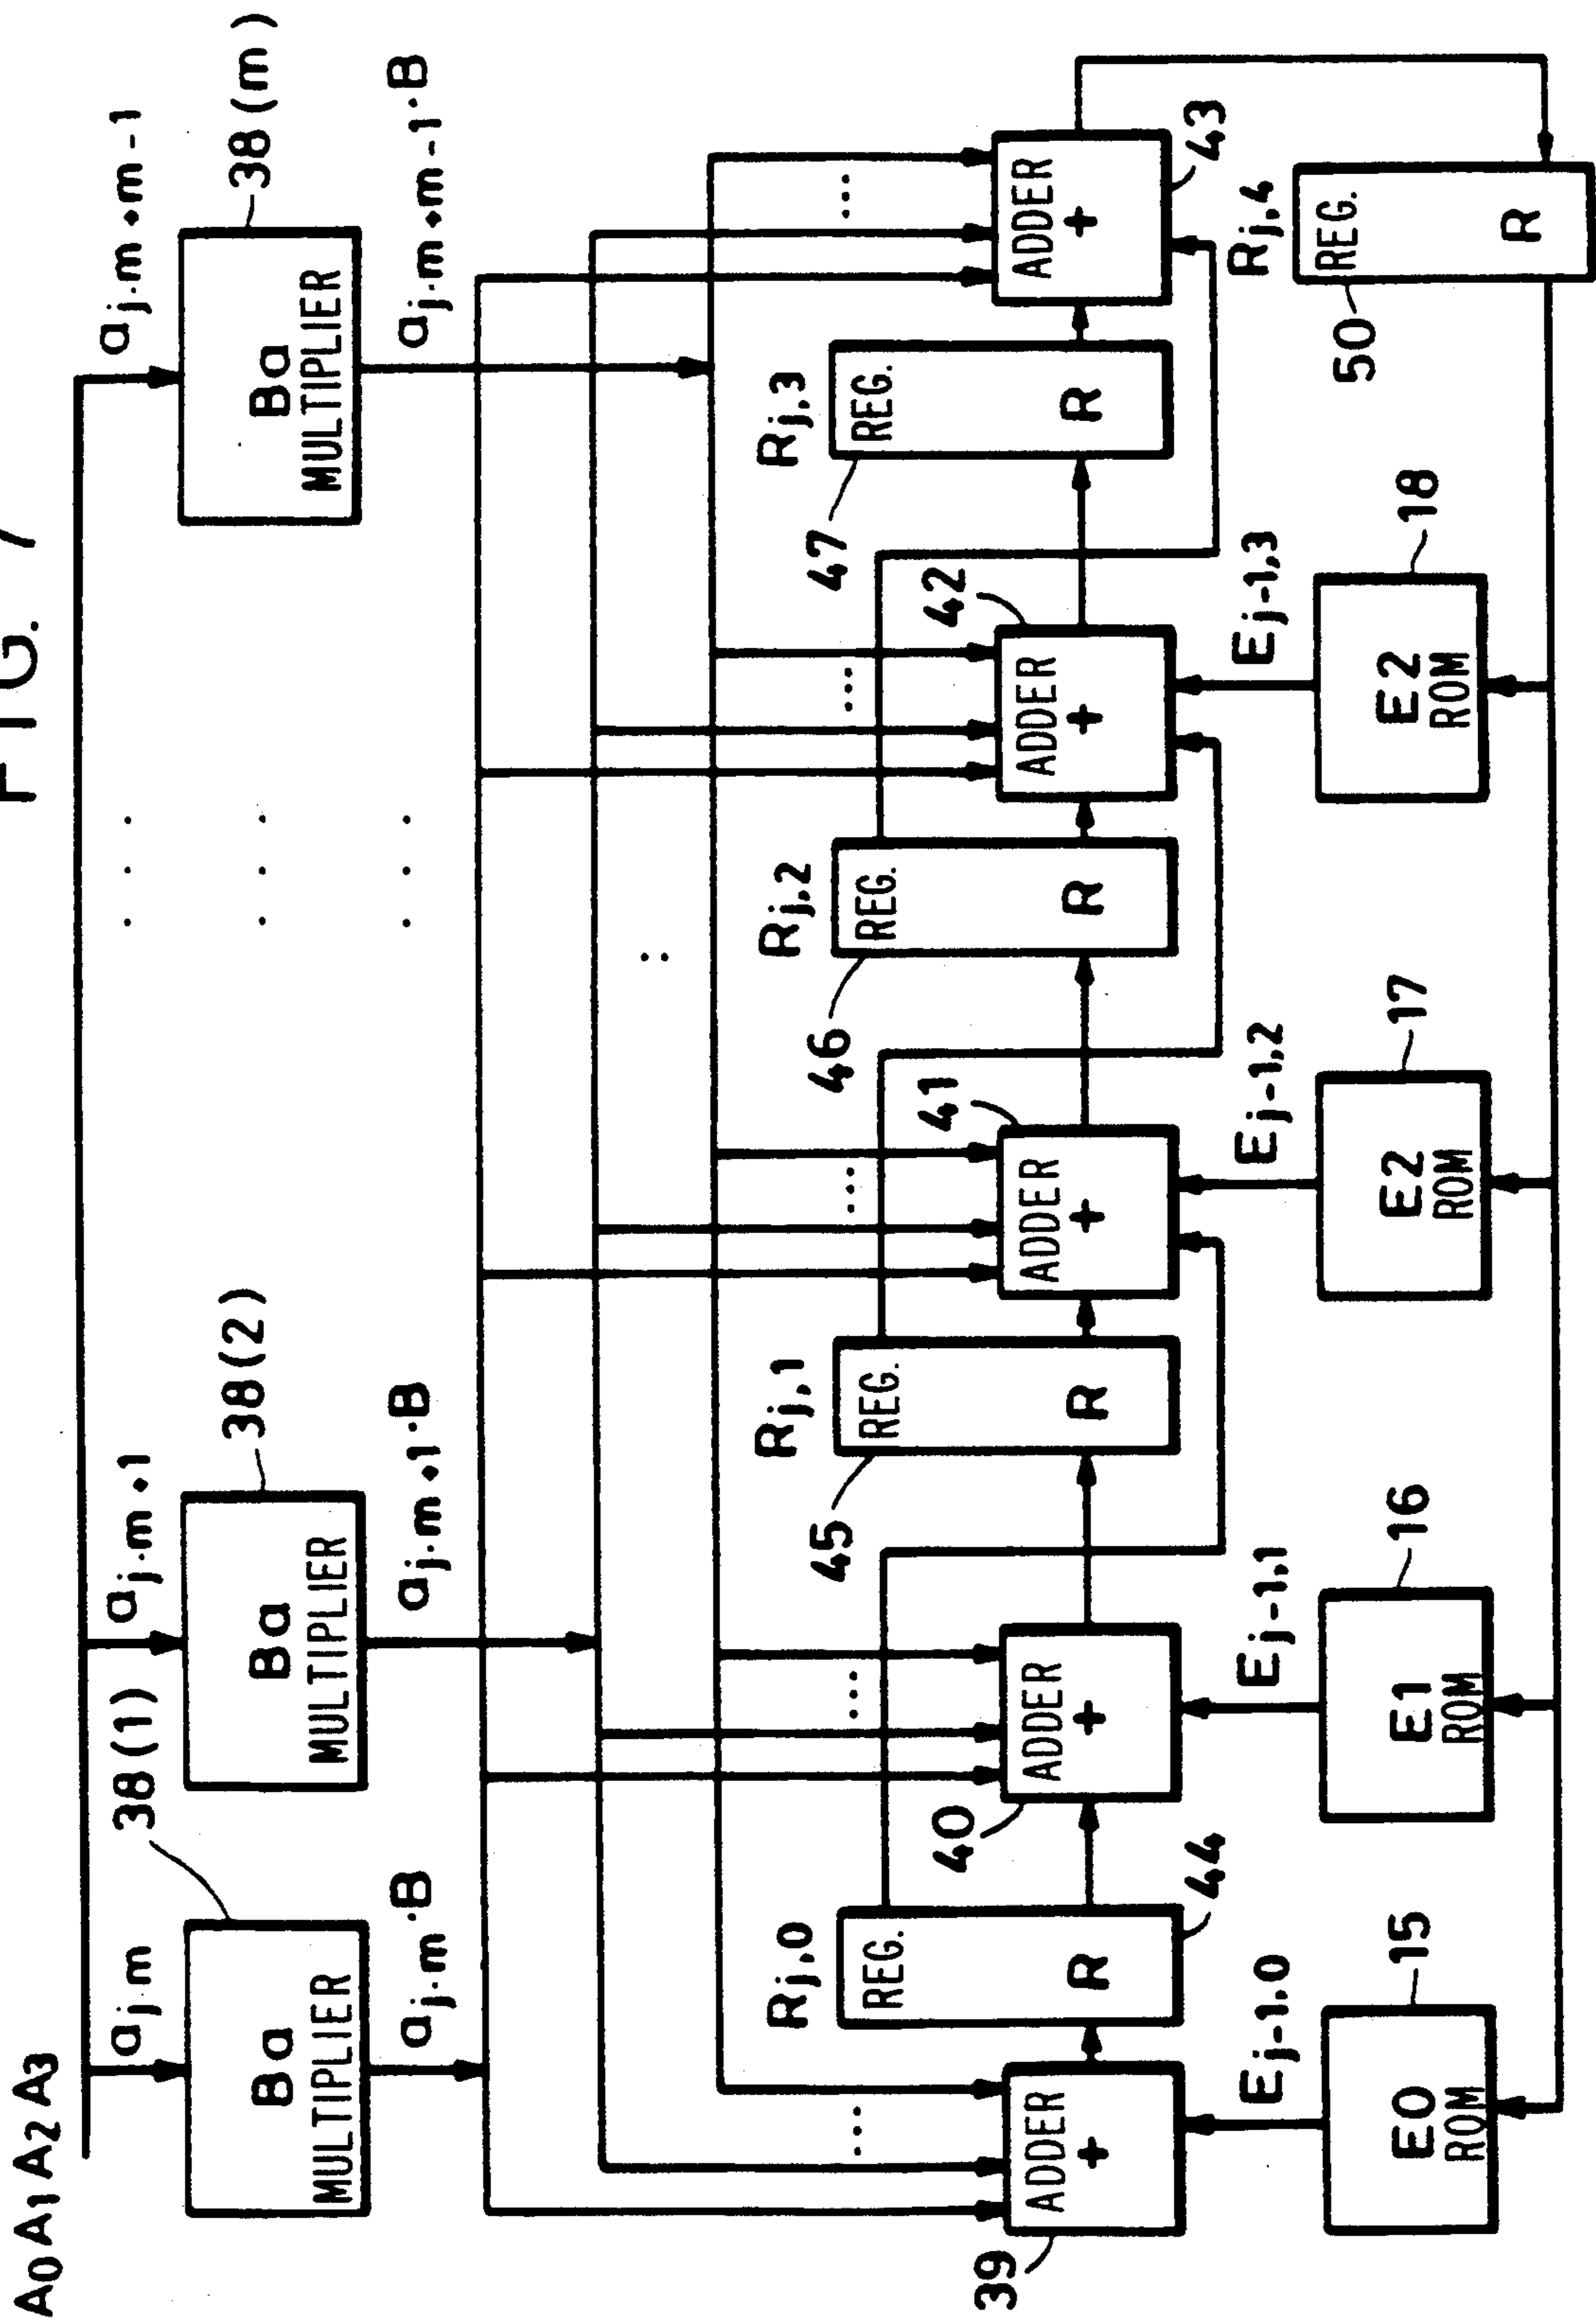 FIG. 7
A0 A1 A2 A3
aj·m
aj·m+1
aj·m+m-1
38(1)
38(2)
38(m)
Ba
MULTIPLIER
Ba
MULTIPLIER
Ba
MULTIPLIER
aj·m·B
aj·m+1·B
aj·m+m-1·B
Rj,0
Rj,1
Rj,2
Rj,3
REG.
R
REG.
R
REG.
R
REG.
R
44
45
46
47
39
ADDER
+
40
ADDER
+
41
ADDER
+
42
ADDER
+
43
ADDER
+
Ej-1,0
Ej-1,1
Ej-1,2
Ej-1,3
Rj,4
E0
ROM
15
E1
ROM
16
E2
ROM
17
E2
ROM
18
REG.
R
50